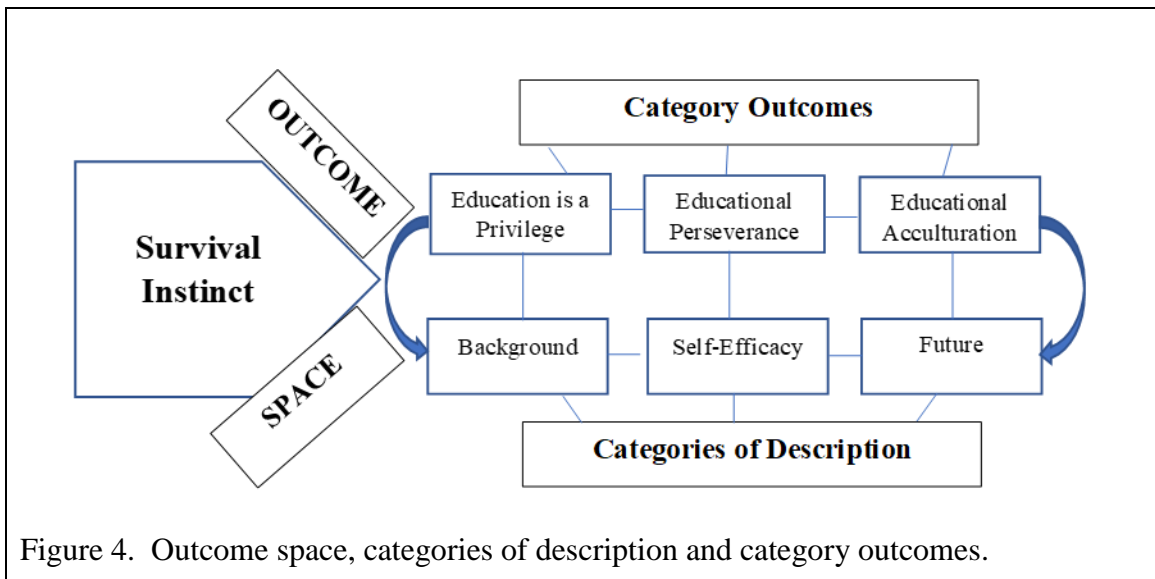 OUTCOME
SPACE
Survival
Instinct
Category Outcomes
Education is a
Privilege
Educational
Perseverance
Educational
Acculturation
Background
Self-Efficacy
Future
Categories of Description
Figure 4.  Outcome space, categories of description and category outcomes.